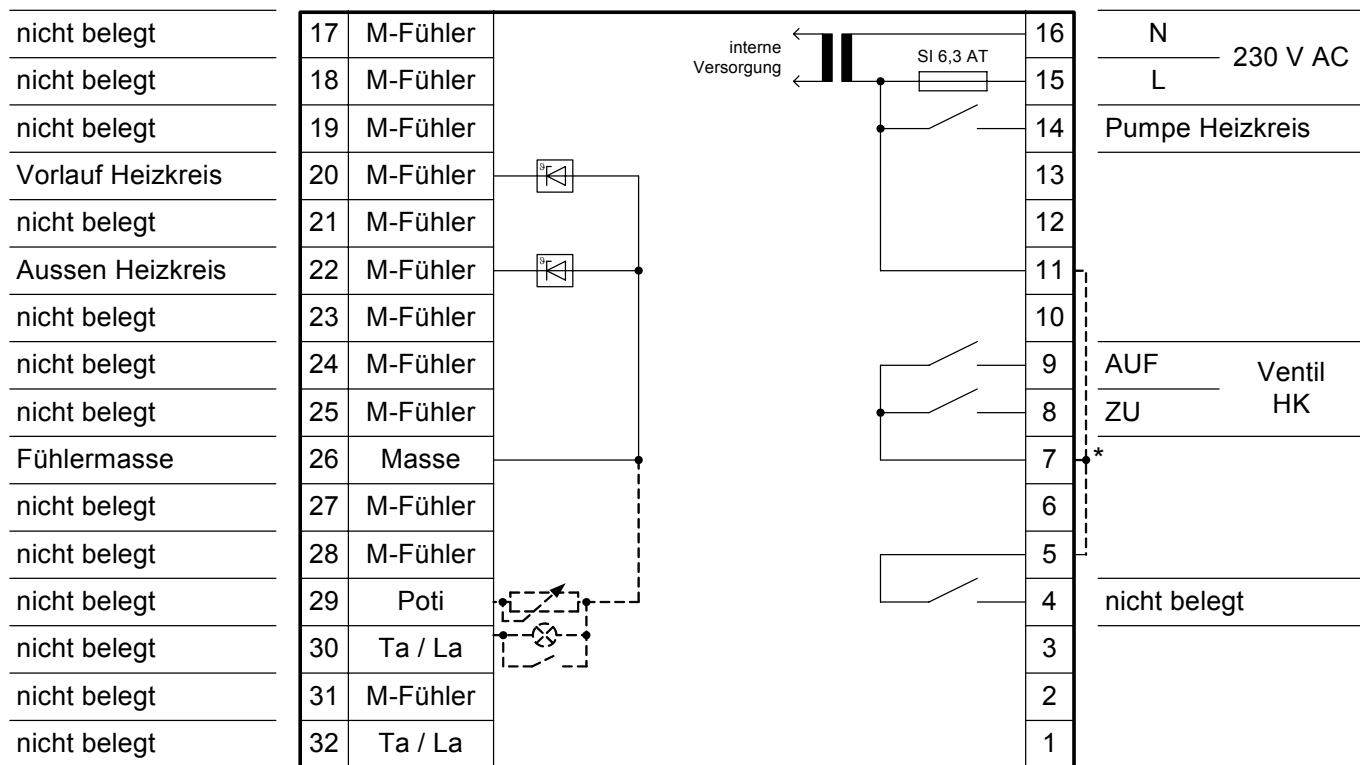 nicht belegt 17 M-Fühler
nicht belegt 18 M-Fühler
nicht belegt 19 M-Fühler
Vorlauf Heizkreis 20 M-Fühler
nicht belegt 21 M-Fühler
Aussen Heizkreis 22 M-Fühler
nicht belegt 23 M-Fühler
nicht belegt 24 M-Fühler
nicht belegt 25 M-Fühler
Fühlermasse 26 Masse
nicht belegt 27 M-Fühler
nicht belegt 28 M-Fühler
nicht belegt 29 Poti
nicht belegt 30 Ta / La
nicht belegt 31 M-Fühler
nicht belegt 32 Ta / La
ϑ
ϑ
interne
Versorgung
SI 6,3 AT
16 N
230 V AC
15 L
14 Pumpe Heizkreis
13
12
11
10
9 AUF
Ventil
HK
8 ZU
7 *
6
5
4 nicht belegt
3
2
1